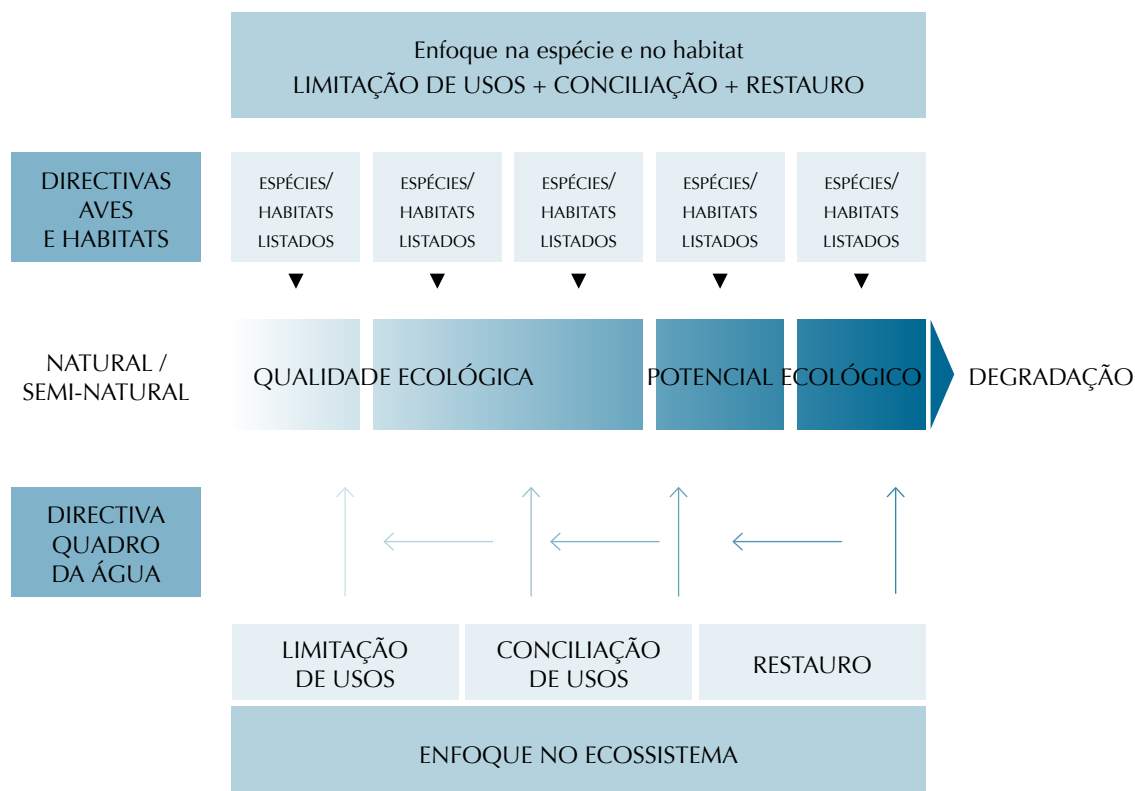 Enfoque na espécie e no habitat
LIMITAÇÃO DE USOS + CONCILIAÇÃO + RESTAURO
DIRECTIVAS
AVES
E HABITATS
ESPÉCIES/
HABITATS
LISTADOS
ESPÉCIES/
HABITATS
LISTADOS
ESPÉCIES/
HABITATS
LISTADOS
ESPÉCIES/
HABITATS
LISTADOS
ESPÉCIES/
HABITATS
LISTADOS
NATURAL /
SEMI-NATURAL
QUALIDADE ECOLÓGICA
POTENCIAL ECOLÓGICO
DEGRADAÇÃO
DIRECTIVA
QUADRO
DA ÁGUA
LIMITAÇÃO
DE USOS
CONCILIAÇÃO
DE USOS
RESTAURO
ENFOQUE NO ECOSSISTEMA